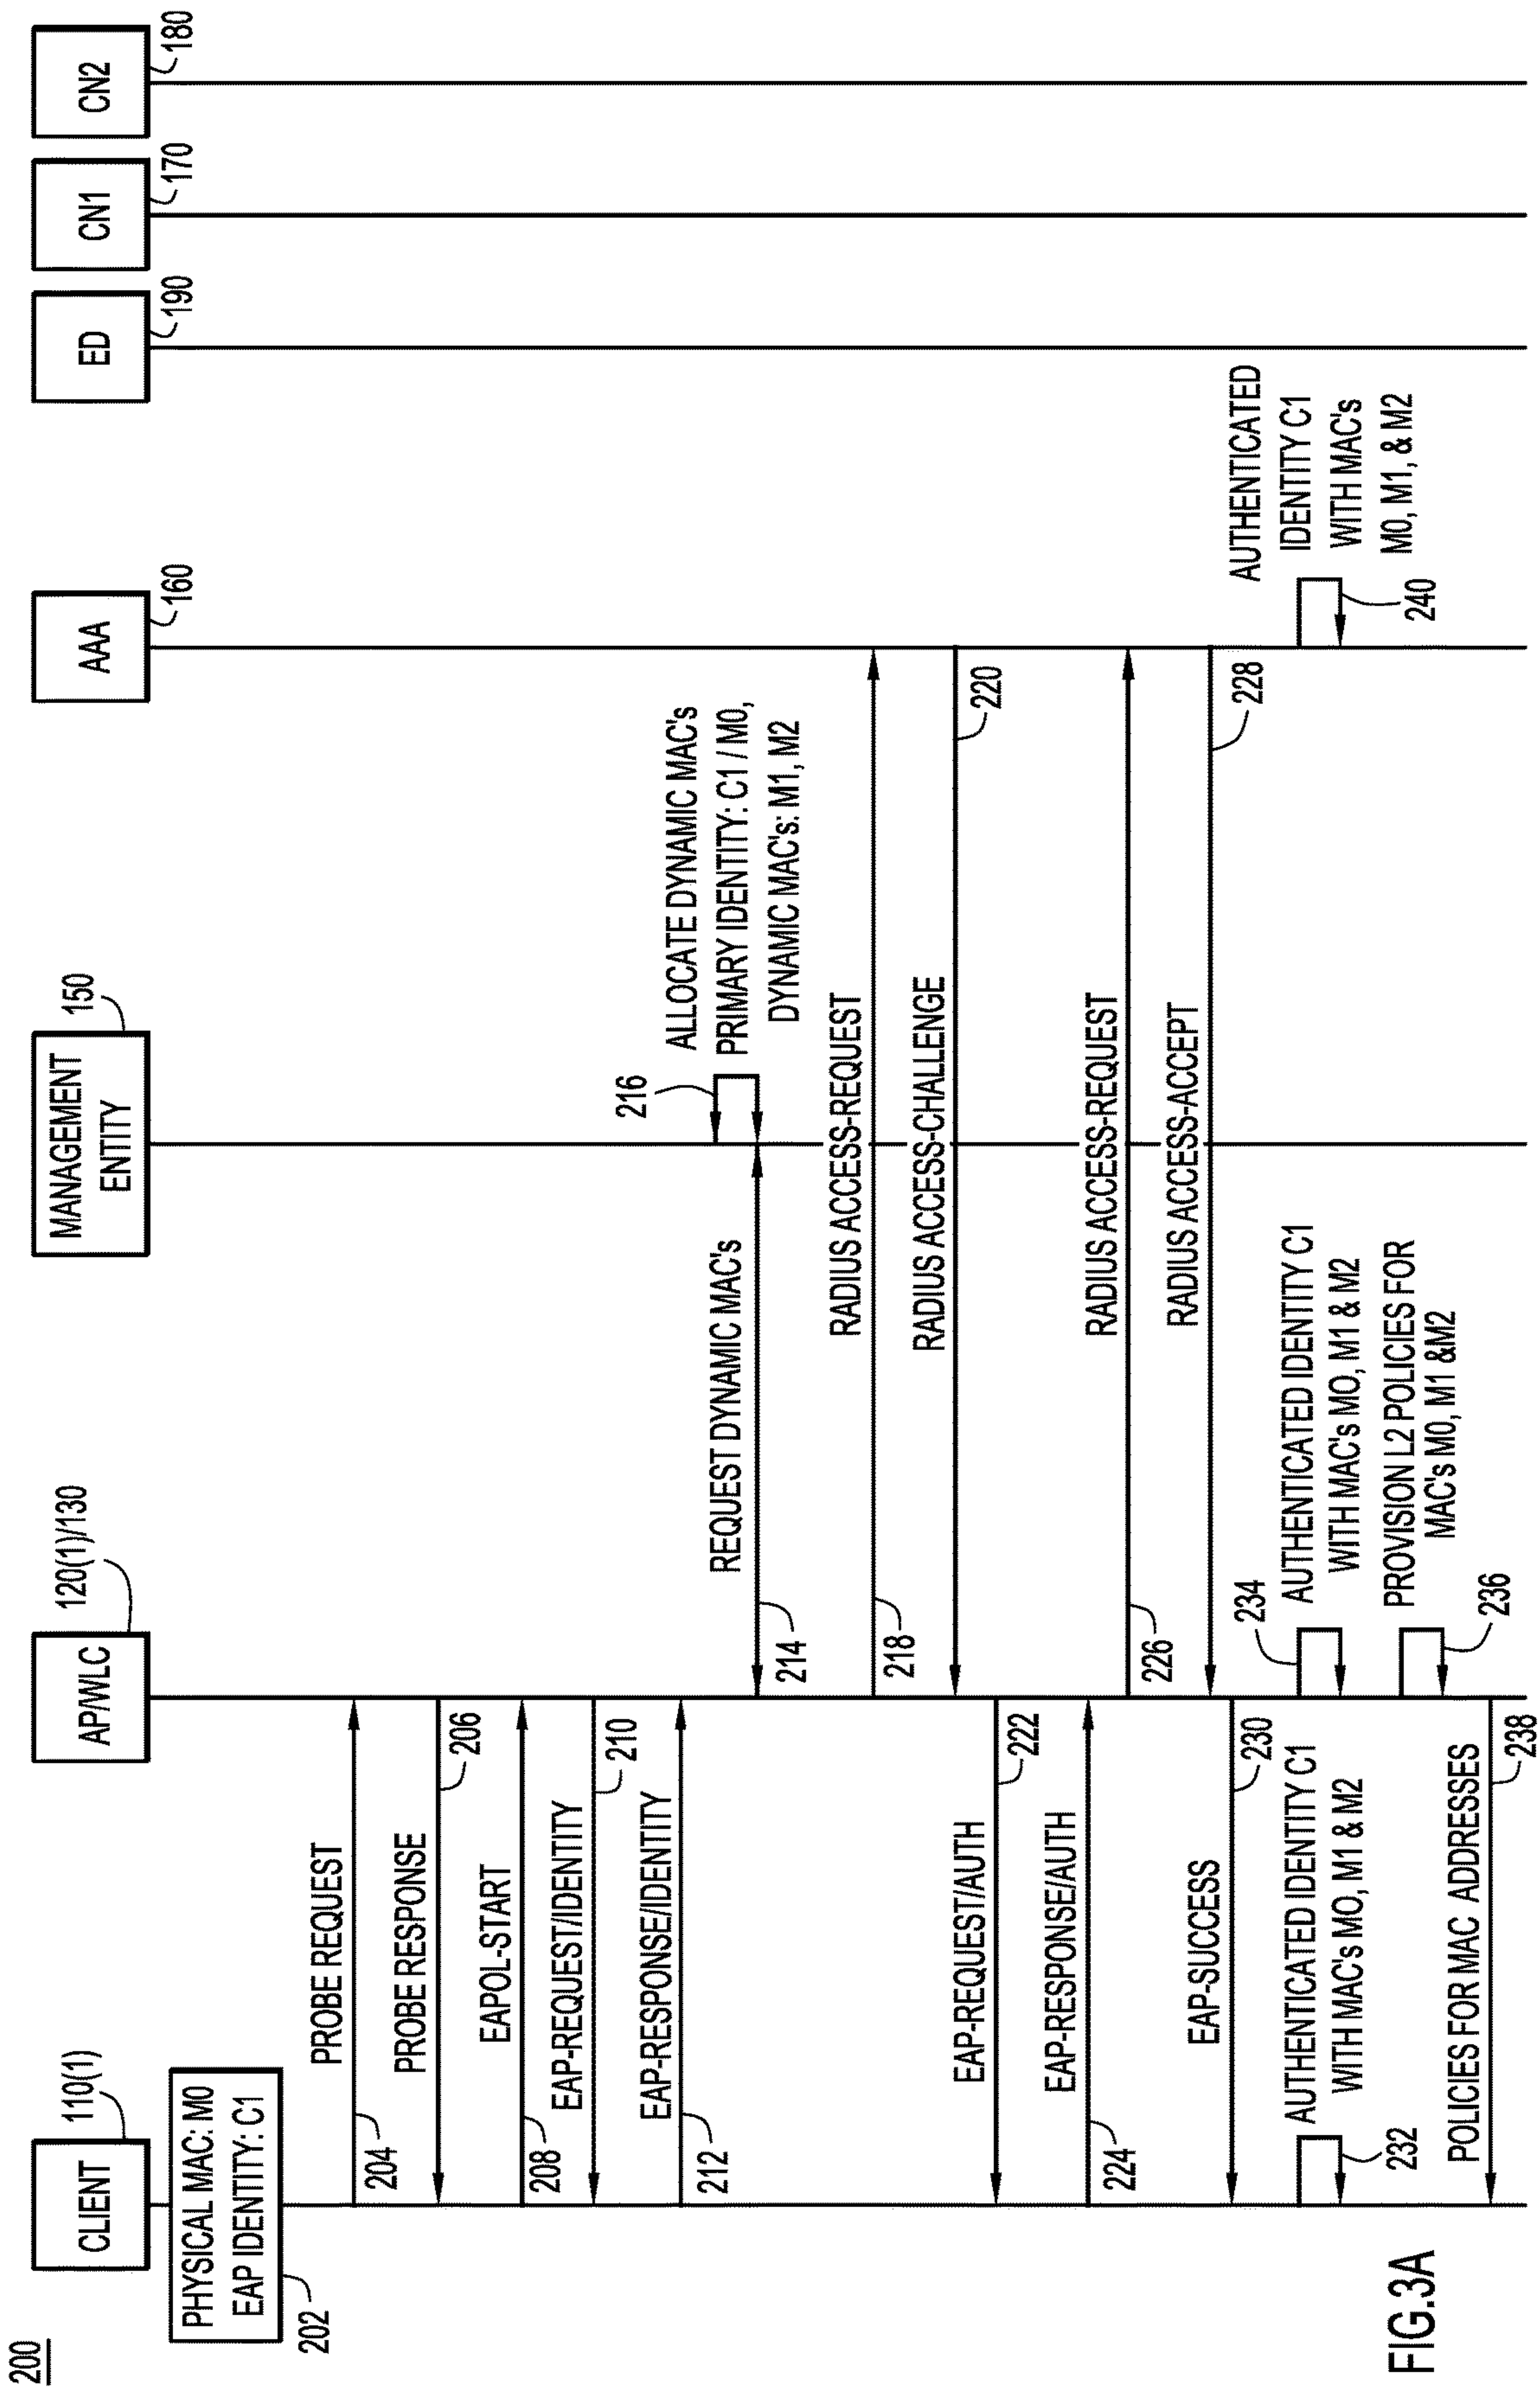 200
CLIENT
110(1)
AP/WLC
120(1)/130
MANAGEMENT
ENTITY
150
AAA
160
ED
190
CN1
170
CN2
180
PHYSICAL MAC: M0
EAP IDENTITY: C1
202
PROBE REQUEST
204
PROBE RESPONSE
206
EAPOL-START
208
EAP-REQUEST/IDENTITY
210
EAP-RESPONSE/IDENTITY
212
REQUEST DYNAMIC MAC's
214
216
ALLOCATE DYNAMIC MAC's
PRIMARY IDENTITY: C1 / M0,
DYNAMIC MAC's: M1, M2
RADIUS ACCESS-REQUEST
218
RADIUS ACCESS-CHALLENGE
220
EAP-REQUEST/AUTH
222
EAP-RESPONSE/AUTH
224
RADIUS ACCESS-REQUEST
226
RADIUS ACCESS-ACCEPT
228
EAP-SUCCESS
230
AUTHENTICATED IDENTITY C1
WITH MAC's MO, M1 & M2
232
234
AUTHENTICATED IDENTITY C1
WITH MAC's MO, M1 & M2
AUTHENTICATED
IDENTITY C1
WITH MAC's
M0, M1, & M2
240
PROVISION L2 POLICIES FOR
MAC's M0, M1 &M2
236
POLICIES FOR MAC ADDRESSES
238
FIG.3A